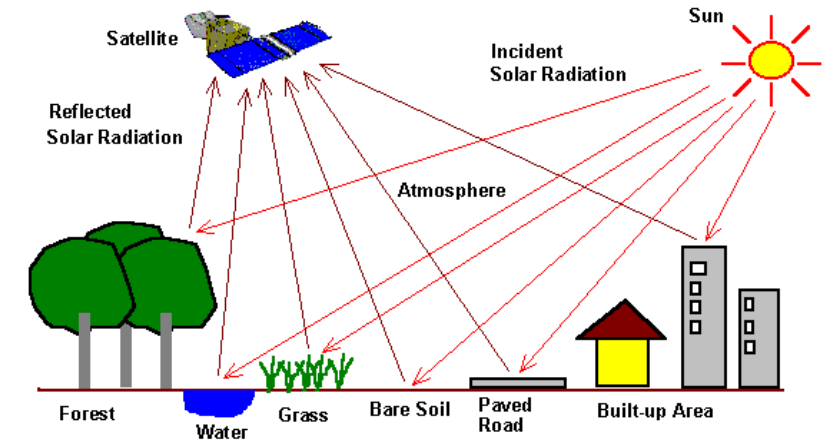 Sun
Satellite
Incident
Solar Radiation
Reflected
Solar Radiation
Atmosphere
Forest
Water
Grass
Bare Soil
Paved
Road
Built-up Area